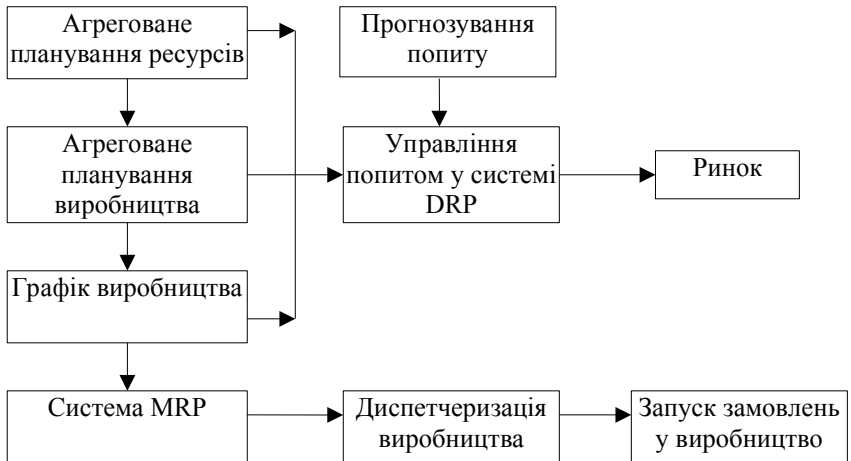 Агреговане
планування ресурсів
Прогнозування
попиту
Агреговане
планування
виробництва
Управління
попитом у системі
DRP
Ринок
Графік виробництва
Система MRP
Диспетчеризація
виробництва
Запуск замовлень
у виробництво